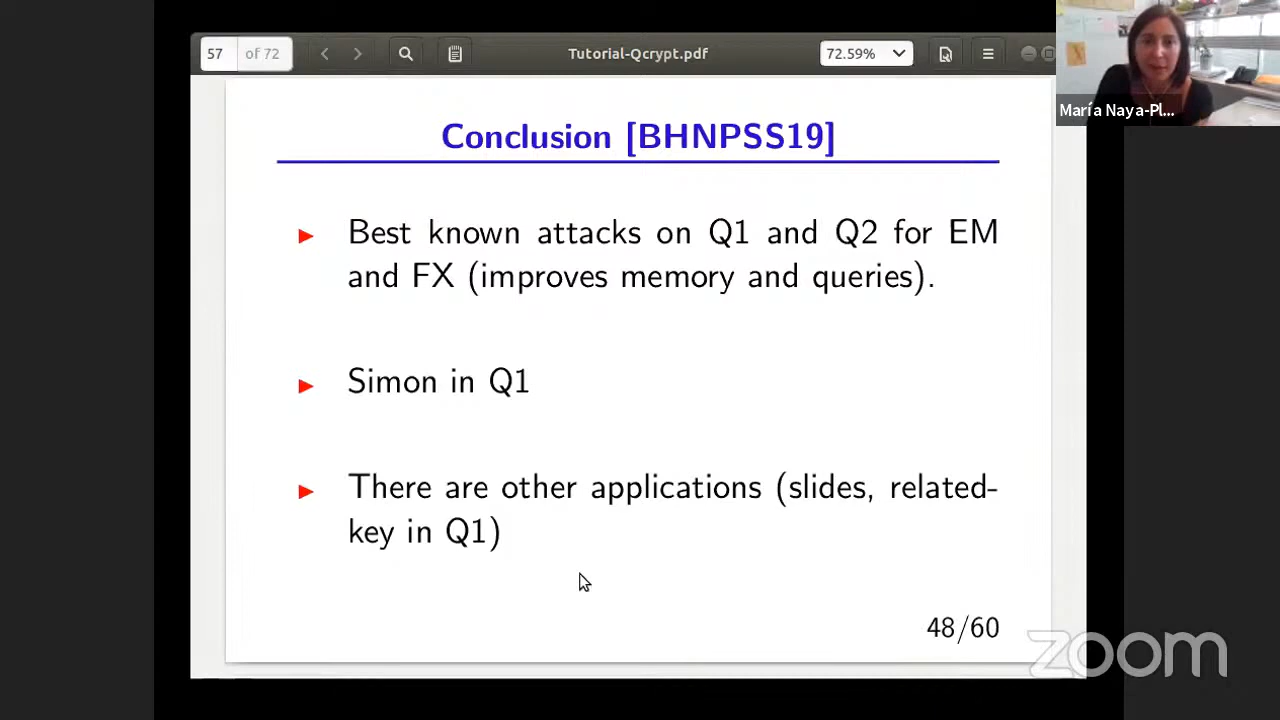 57 of 72
Tutorial-Qcrypt.pdf
72.59%
María Naya-Pl...
Conclusion [BHNPSS19]
Best known attacks on Q1 and Q2 for EM
and FX (improves memory and queries).
Simon in Q1
There are other applications (slides, related-
key in Q1)
48/60
zoom